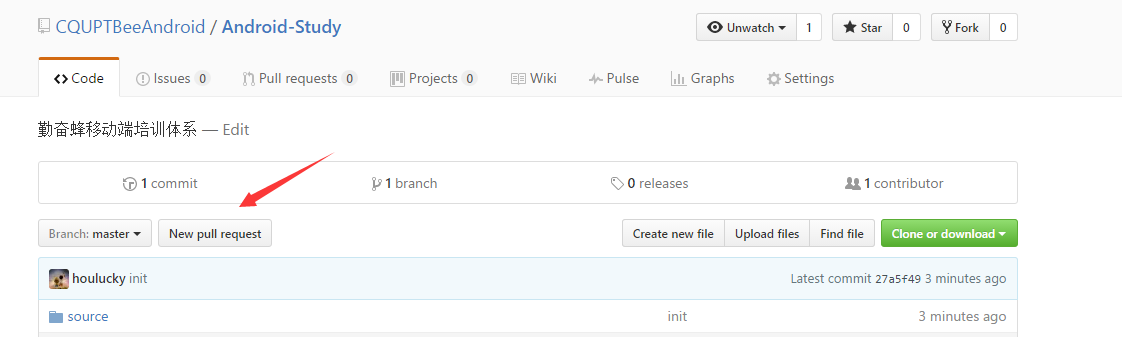 CQUPTBeeAndroid / Android-Study
Unwatch 1 Star 0 Fork 0
Code Issues 0 Pull requests 0 Projects 0 Wiki Pulse Graphs Settings
勤奋蜂移动端培训体系 — Edit
1 commit 1 branch 0 releases 1 contributor
Branch: master New pull request Create new file Upload files Find file Clone or download
houlucky init Latest commit 27a5f49 3 minutes ago
source init 3 minutes ago